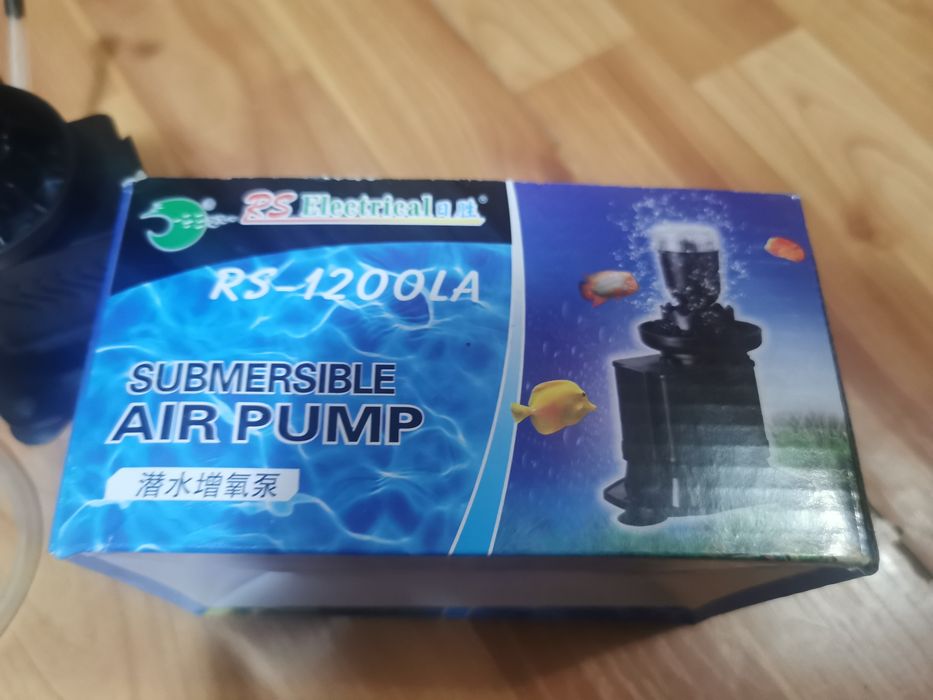 RS Electrical日胜®
RS-1200LA
SUBMERSIBLE
AIR PUMP
潜水增氧泵